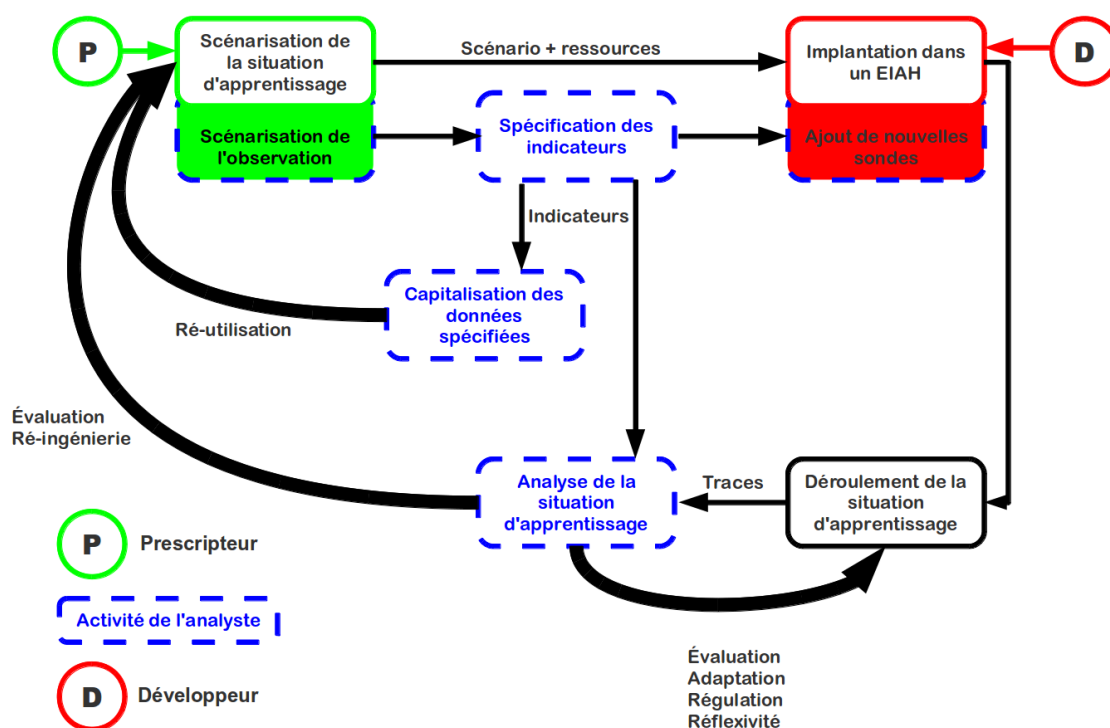 P
Scénarisation de
la situation
d'apprentissage
Scénario + ressources
Implantation dans
un EIAH
D
Scénarisation de
l'observation
Spécification des
indicateurs
Ajout de nouvelles
sondes
Indicateurs
Capitalisation des
données
spécifiées
Ré-utilisation
Évaluation
Ré-ingénierie
Analyse de la
situation
d'apprentissage
Traces
Déroulement de la
situation
d'apprentissage
P
Prescripteur
Activité de l'analyste
D
Développeur
Évaluation
Adaptation
Régulation
Réflexivité